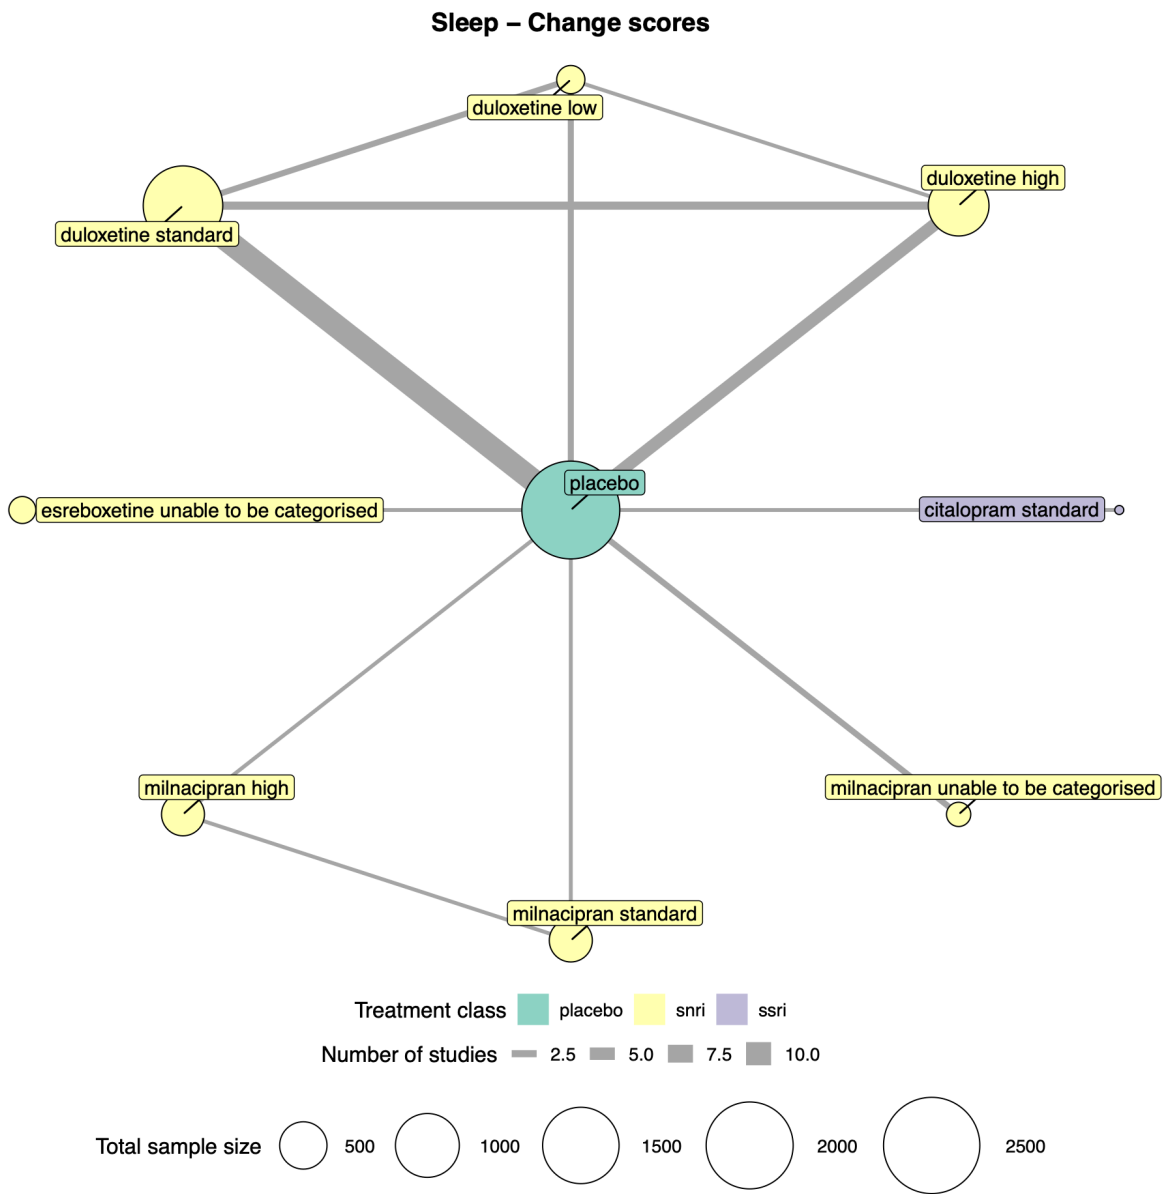 Sleep – Change scores
duloxetine low
duloxetine high
duloxetine standard
placebo
esreboxetine unable to be categorised
citalopram standard
milnacipran high
milnacipran unable to be categorised
milnacipran standard
Treatment class placebo snri ssri
Number of studies 2.5 5.0 7.5 10.0
Total sample size 500 1000 1500 2000 2500